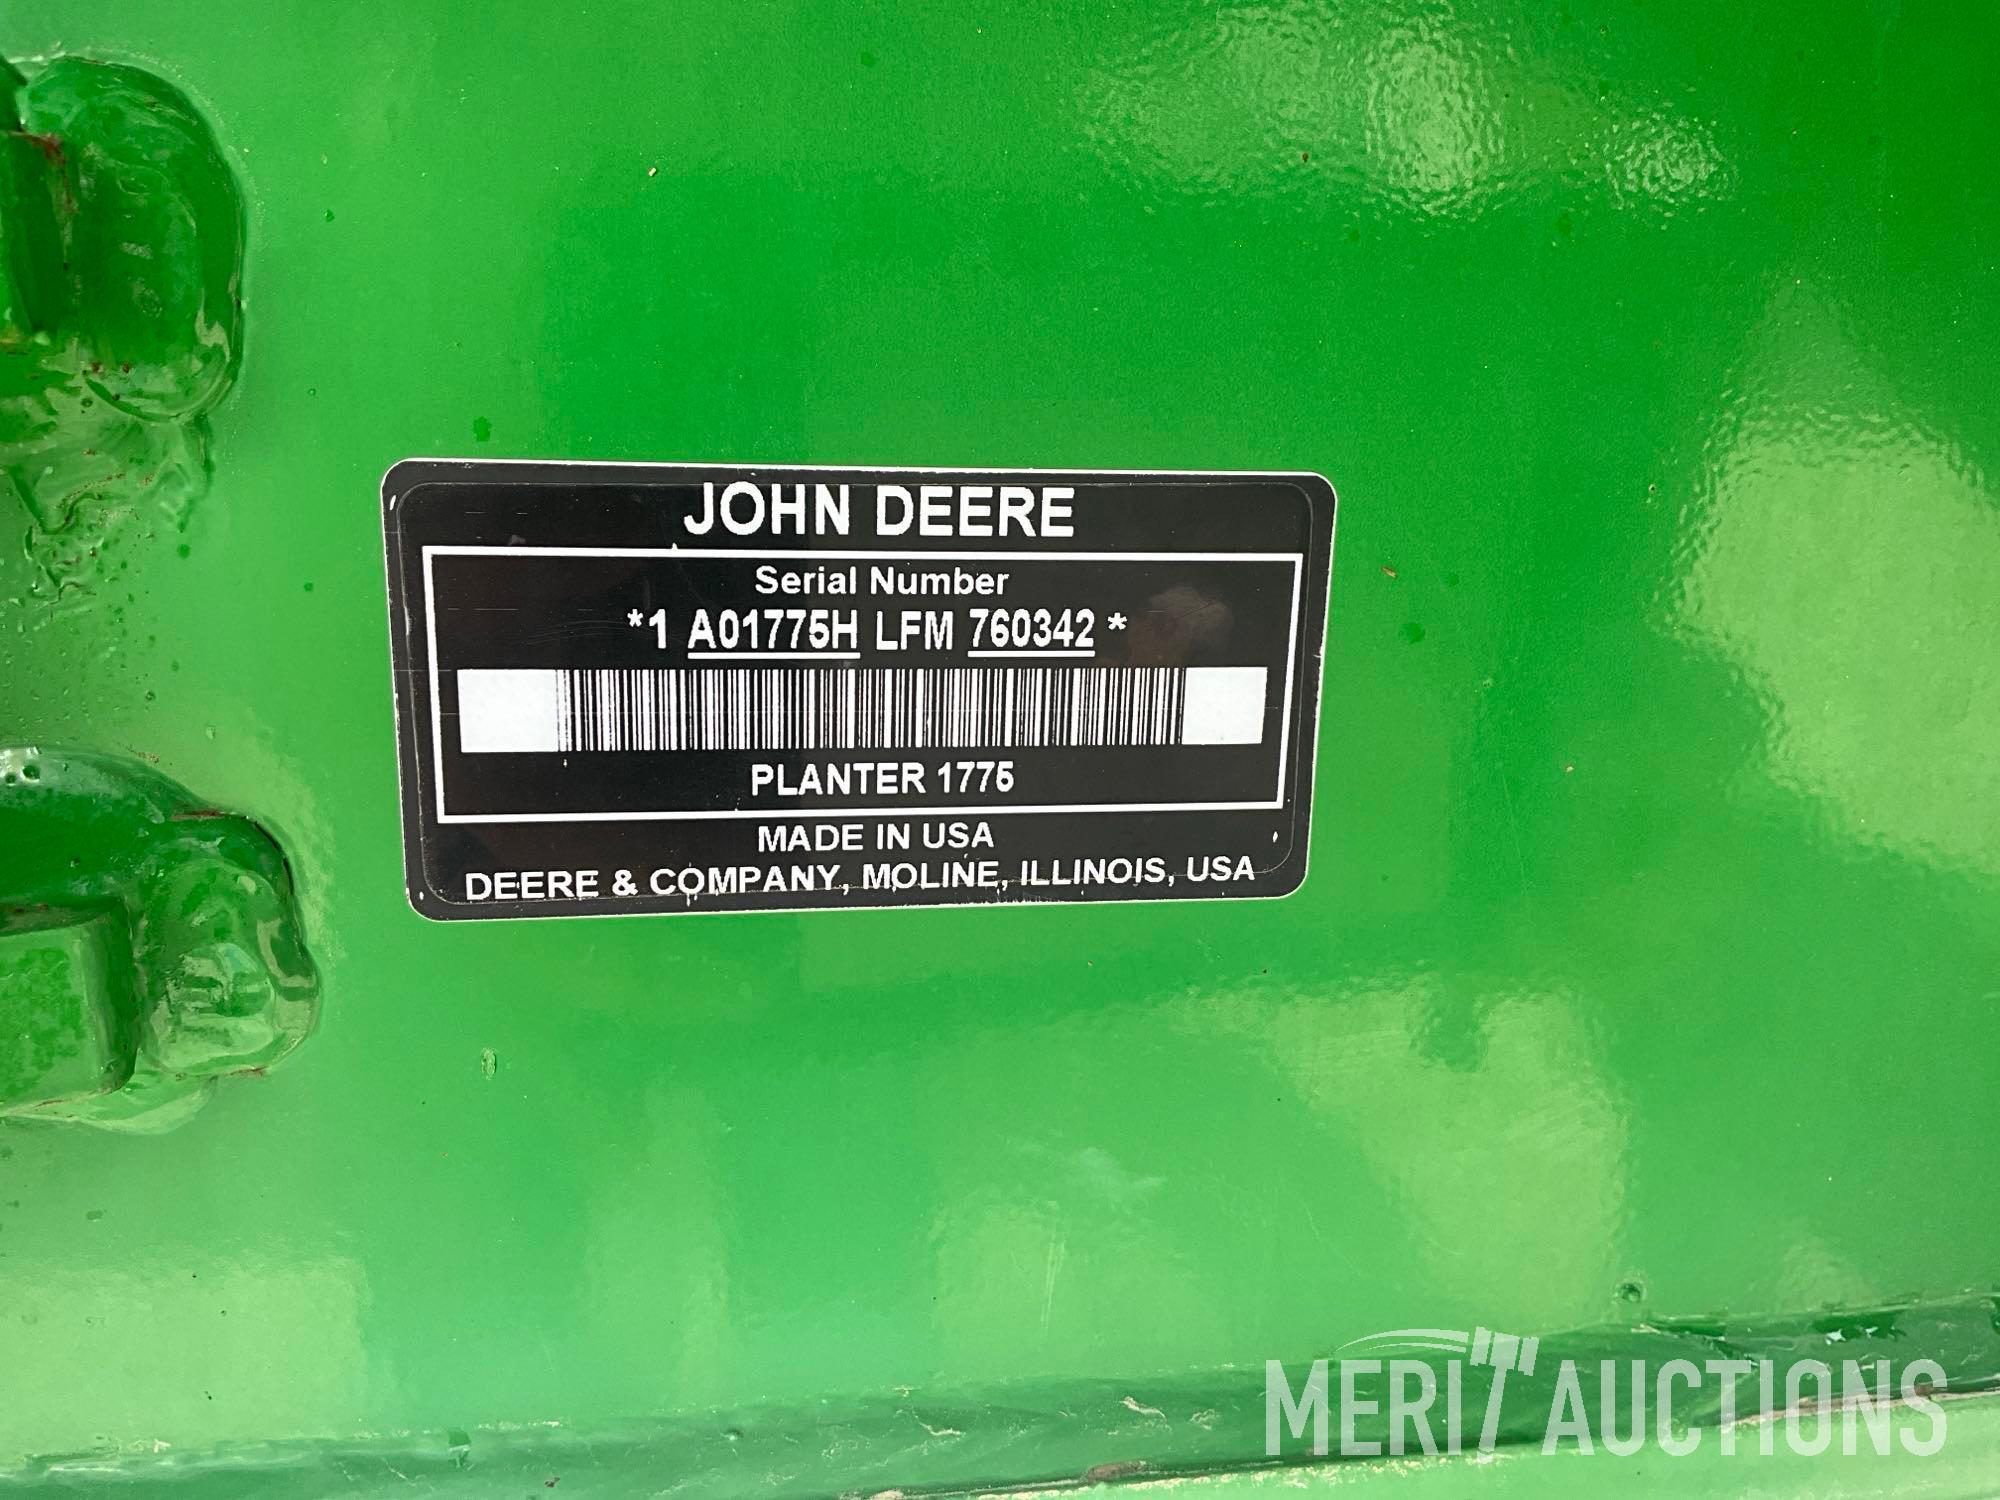 JOHN DEERE
Serial Number
*1 A01775H LFM 760342 *
PLANTER 1775
MADE IN USA
DEERE & COMPANY, MOLINE, ILLINOIS, USA
MERIT AUCTIONS